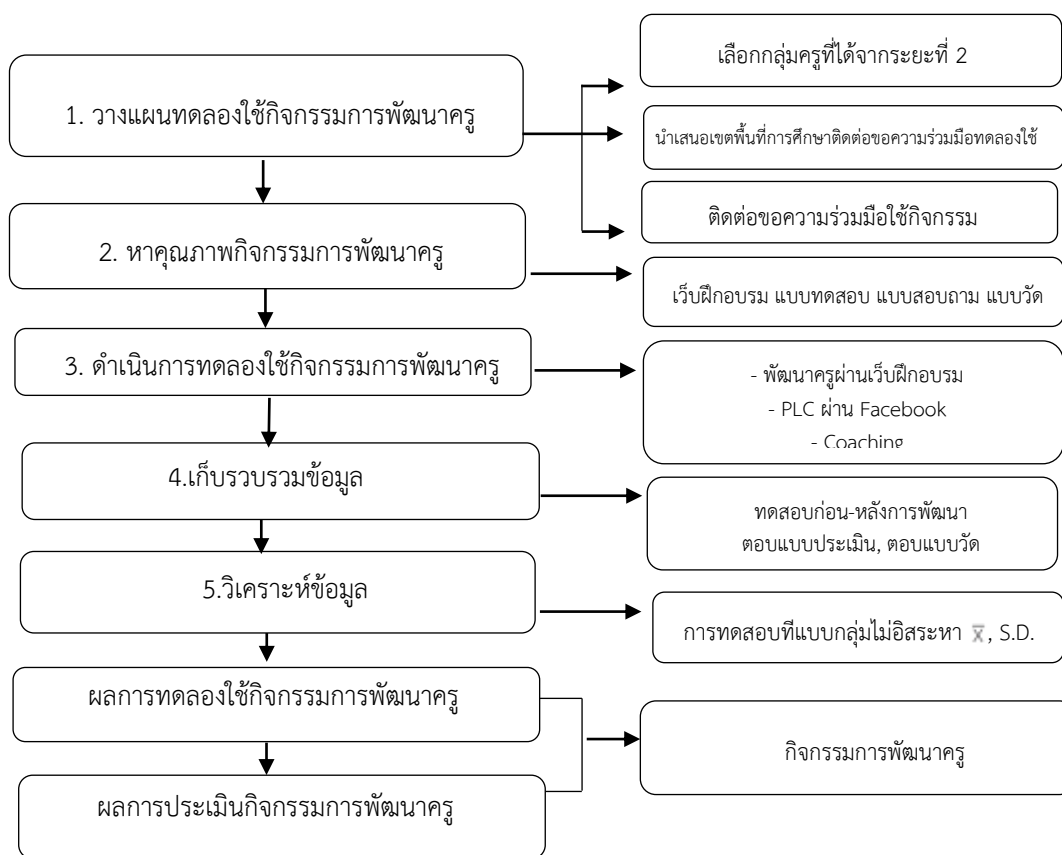 เลือกกลุ่มครูที่ได้จากระยะที่ 2
1. วางแผนทดลองใช้กิจกรรมการพัฒนาครู
นำเสนอเขตพื้นที่การศึกษาติดต่อขอความร่วมมือทดลองใช้
ติดต่อขอความร่วมมือใช้กิจกรรม
2. หาคุณภาพกิจกรรมการพัฒนาครู
เว็บฝึกอบรม แบบทดสอบ แบบสอบถาม แบบวัด
3. ดำเนินการทดลองใช้กิจกรรมการพัฒนาครู
- พัฒนาครูผ่านเว็บฝึกอบรม
- PLC ผ่าน Facebook
- Coaching
4.เก็บรวบรวมข้อมูล
ทดสอบก่อน-หลังการพัฒนา
ตอบแบบประเมิน, ตอบแบบวัด
5.วิเคราะห์ข้อมูล
การทดสอบทีแบบกลุ่มไม่อิสระหา x̅, S.D.
ผลการทดลองใช้กิจกรรมการพัฒนาครู
กิจกรรมการพัฒนาครู
ผลการประเมินกิจกรรมการพัฒนาครู